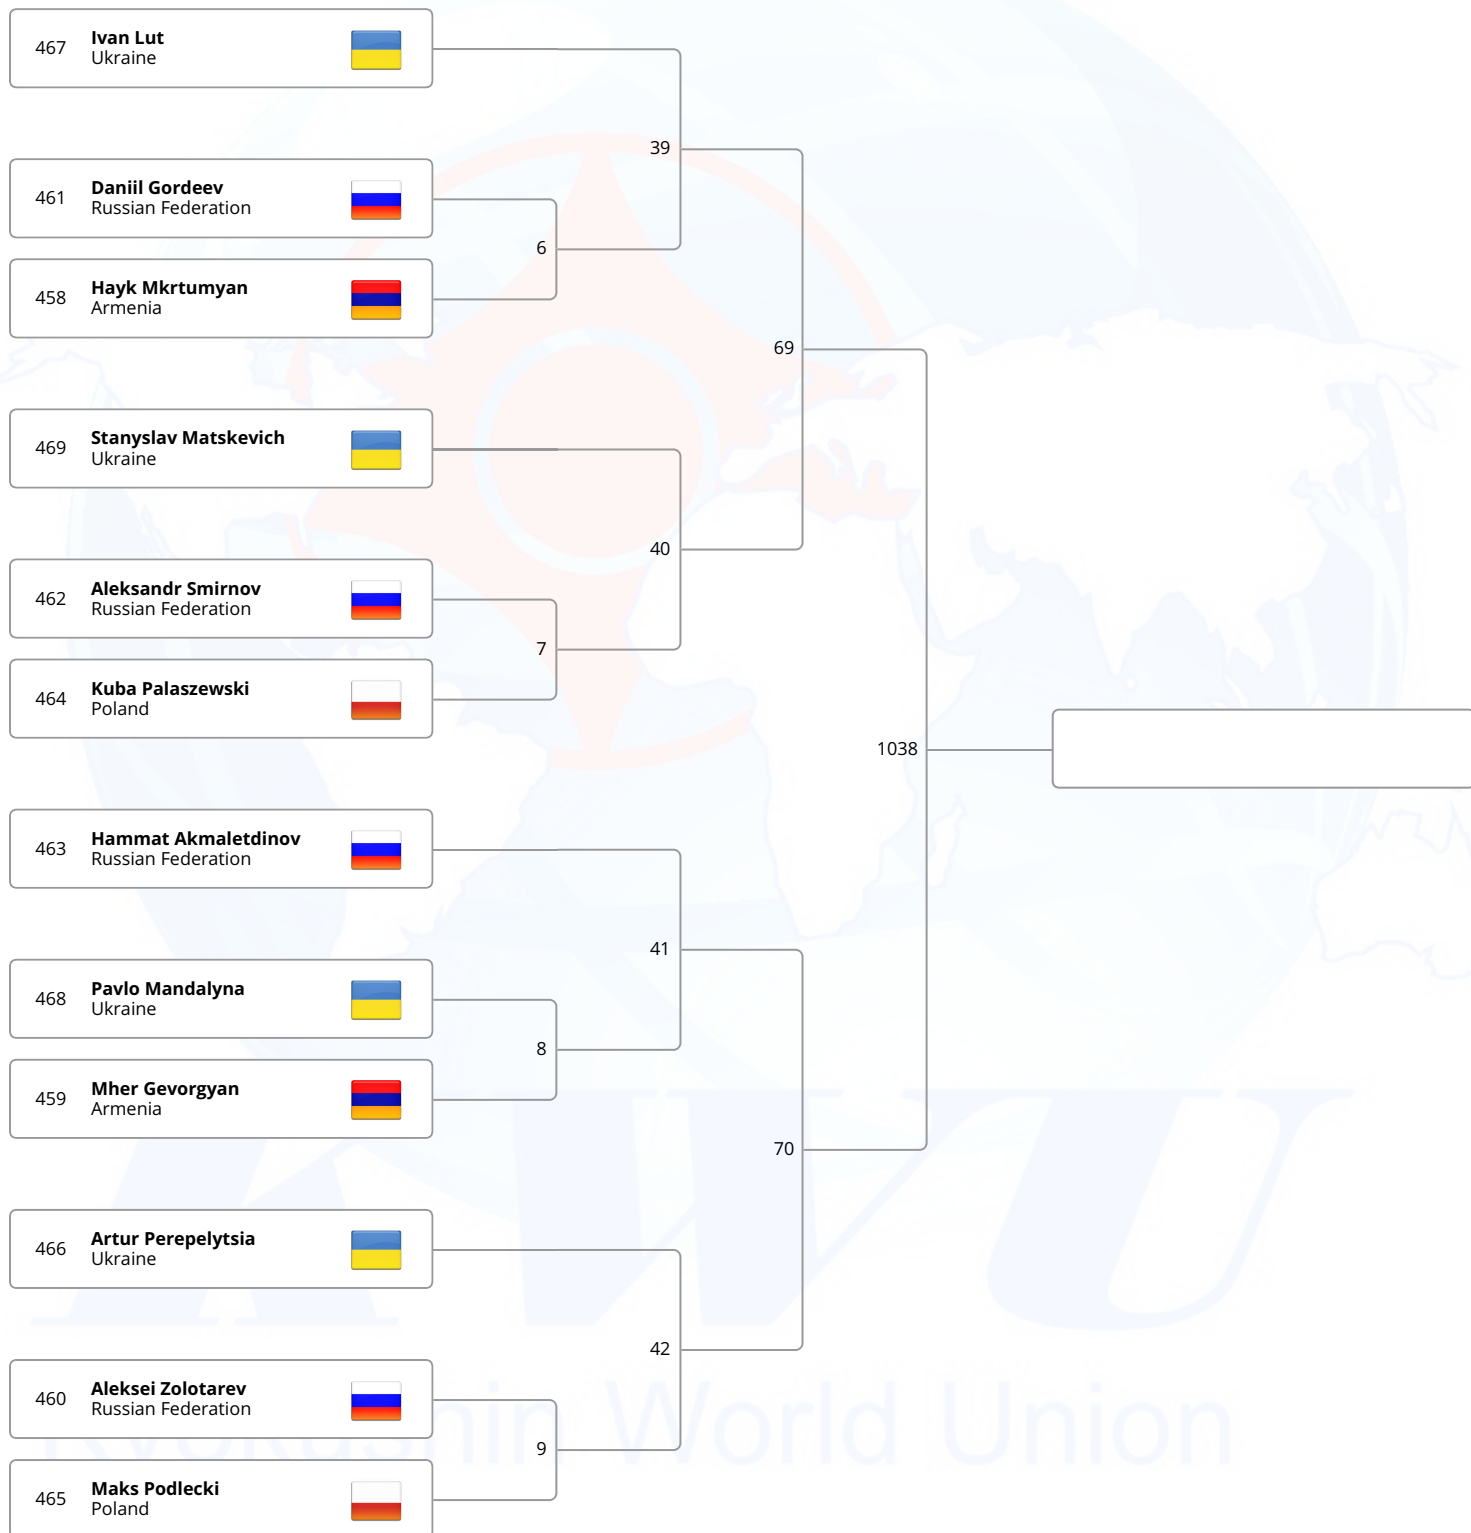 467
Ivan Lut
Ukraine
39
461
Daniil Gordeev
Russian Federation
6
458
Hayk Mkrtumyan
Armenia
69
469
Stanyslav Matskevich
Ukraine
40
462
Aleksandr Smirnov
Russian Federation
7
464
Kuba Palaszewski
Poland
1038
463
Hammat Akmaletdinov
Russian Federation
41
468
Pavlo Mandalyna
Ukraine
8
459
Mher Gevorgyan
Armenia
70
466
Artur Perepelytsia
Ukraine
42
460
Aleksei Zolotarev
Russian Federation
9
465
Maks Podlecki
Poland
KWU
Kyokushin World Union